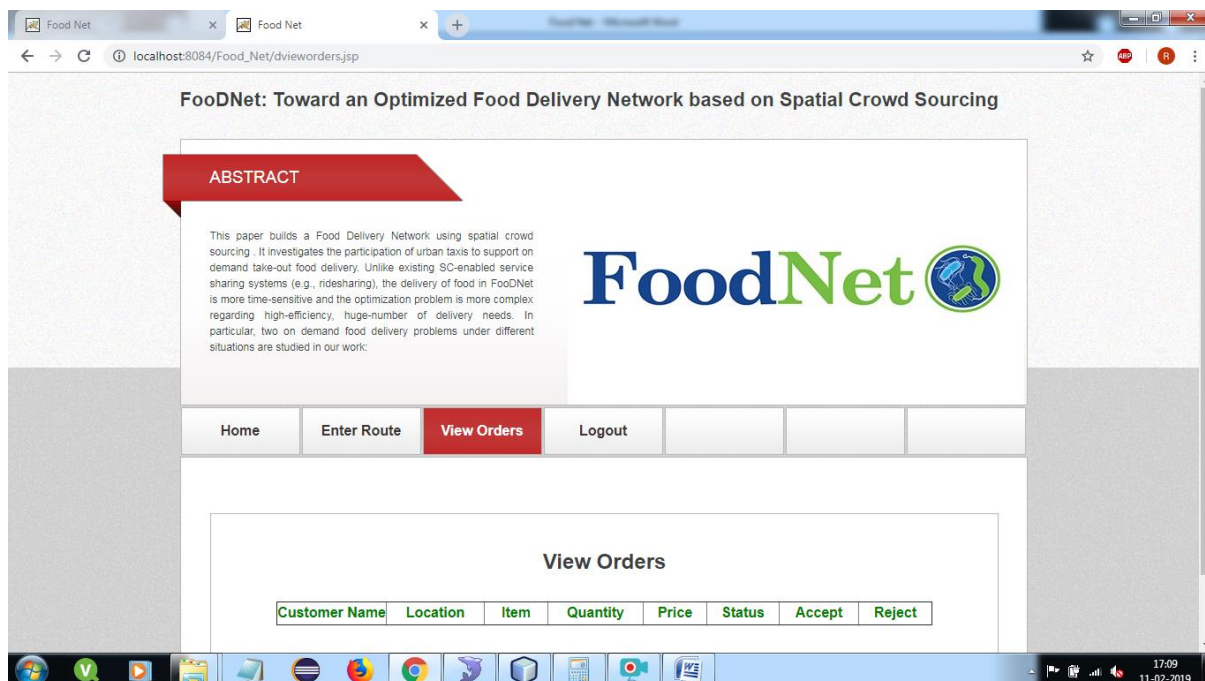 Food Net
Food Net
localhost:8084/Food_Net/dvieworders.jsp
ABP
R
FooDNet: Toward an Optimized Food Delivery Network based on Spatial Crowd Sourcing
ABSTRACT
This paper builds a Food Delivery Network using spatial crowd
sourcing . It investigates the participation of urban taxis to support on
demand take-out food delivery. Unlike existing SC-enabled service
sharing systems (e.g., ridesharing), the delivery of food in FooDNet
is more time-sensitive and the optimization problem is more complex
regarding high-efficiency, huge-number of delivery needs. In
particular, two on demand food delivery problems under different
situations are studied in our work:
FoodNet
Home Enter Route View Orders Logout
View Orders
Customer Name Location Item Quantity Price Status Accept Reject
17:09
11-02-2019